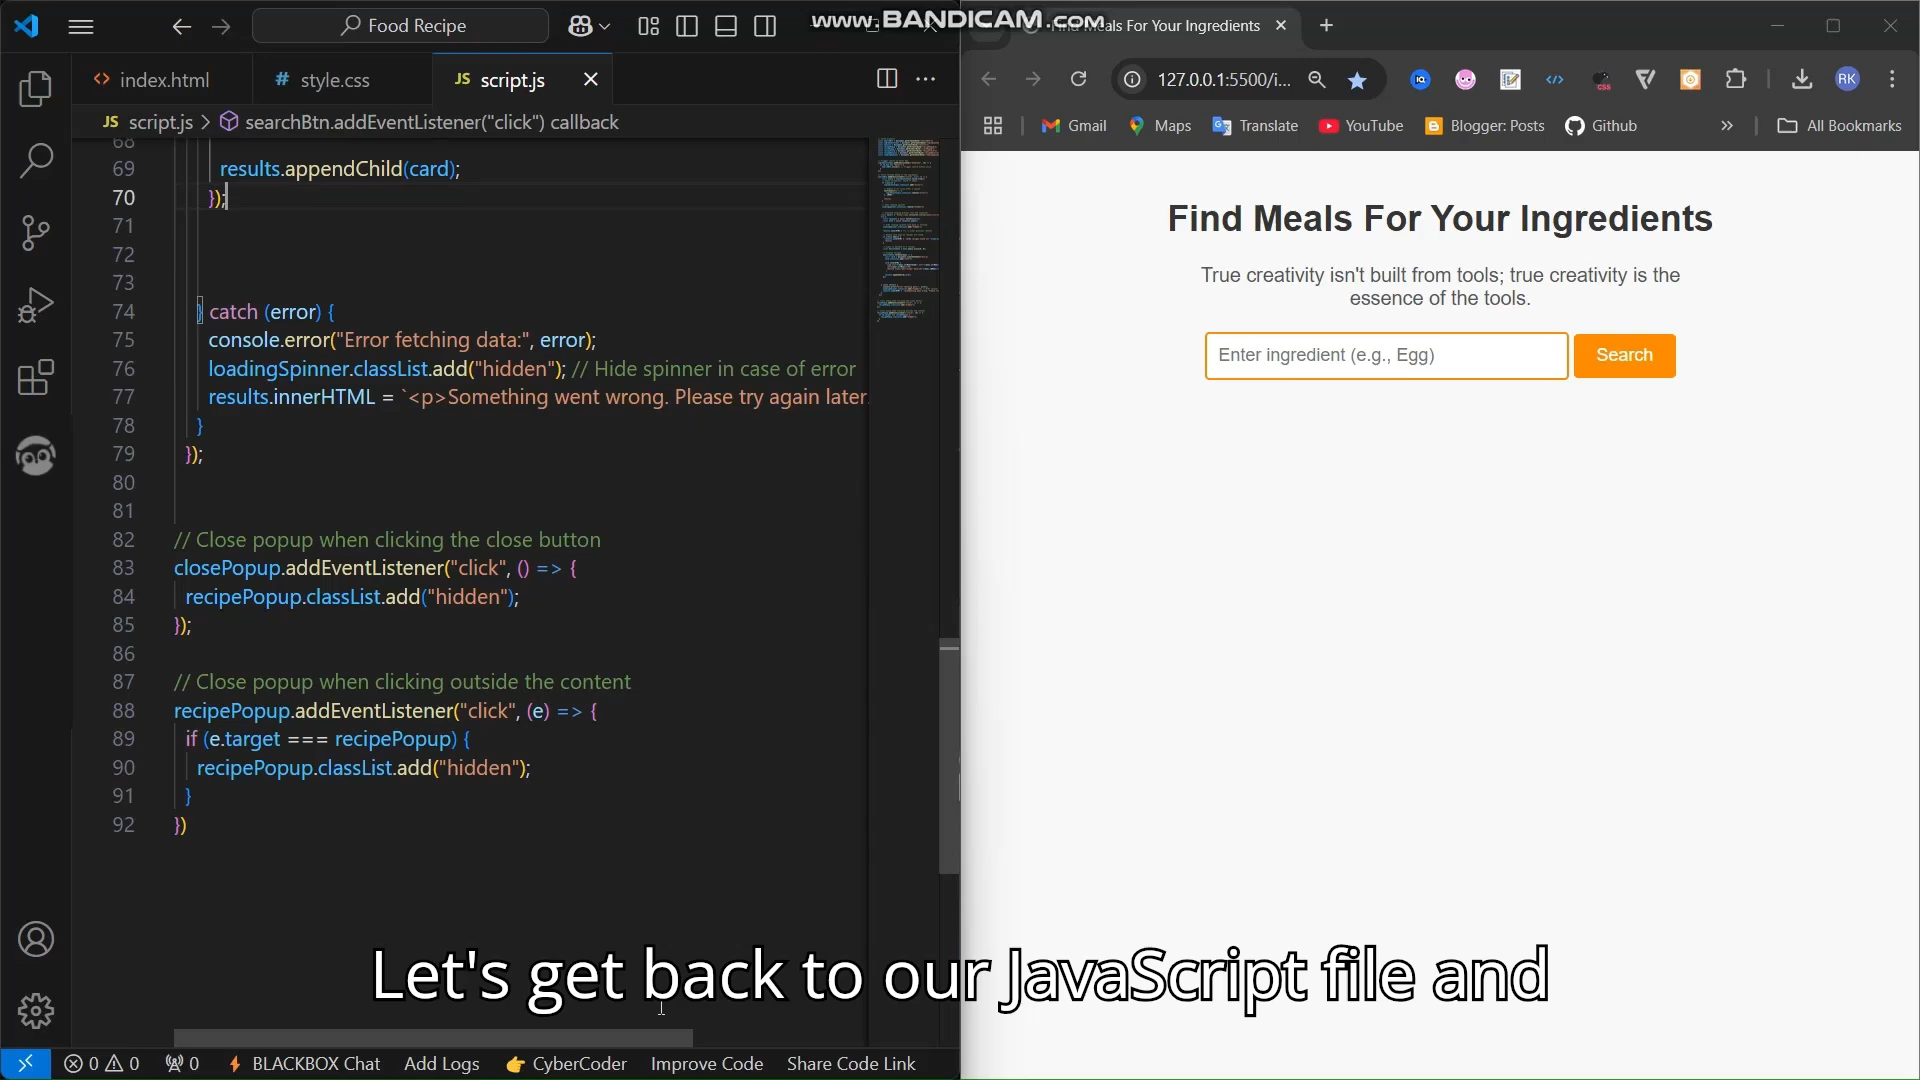 Food Recipe
www.BANDICAM.com
Find Meals For Your Ingredients
index.html
# style.css
JS script.js
127.0.0.1:5500/i...
RK
JS script.js > searchBtn.addEventListener("click") callback
Gmail
Maps
Translate
YouTube
Blogger: Posts
Github
All Bookmarks
68
69 results.appendChild(card);
70 });
71
72
73
74 } catch (error) {
75 console.error("Error fetching data:", error);
76 loadingSpinner.classList.add("hidden"); // Hide spinner in case of error
77 results.innerHTML = `<p>Something went wrong. Please try again later.
78 }
79 });
80
81
82 // Close popup when clicking the close button
83 closePopup.addEventListener("click", () => {
84 recipePopup.classList.add("hidden");
85 });
86
87 // Close popup when clicking outside the content
88 recipePopup.addEventListener("click", (e) => {
89 if (e.target === recipePopup) {
90 recipePopup.classList.add("hidden");
91 }
92 })
Find Meals For Your Ingredients
True creativity isn't built from tools; true creativity is the
essence of the tools.
Enter ingredient (e.g., Egg)
Search
Let's get back to our JavaScript file and
0 0 0 BLACKBOX Chat Add Logs CyberCoder Improve Code Share Code Link